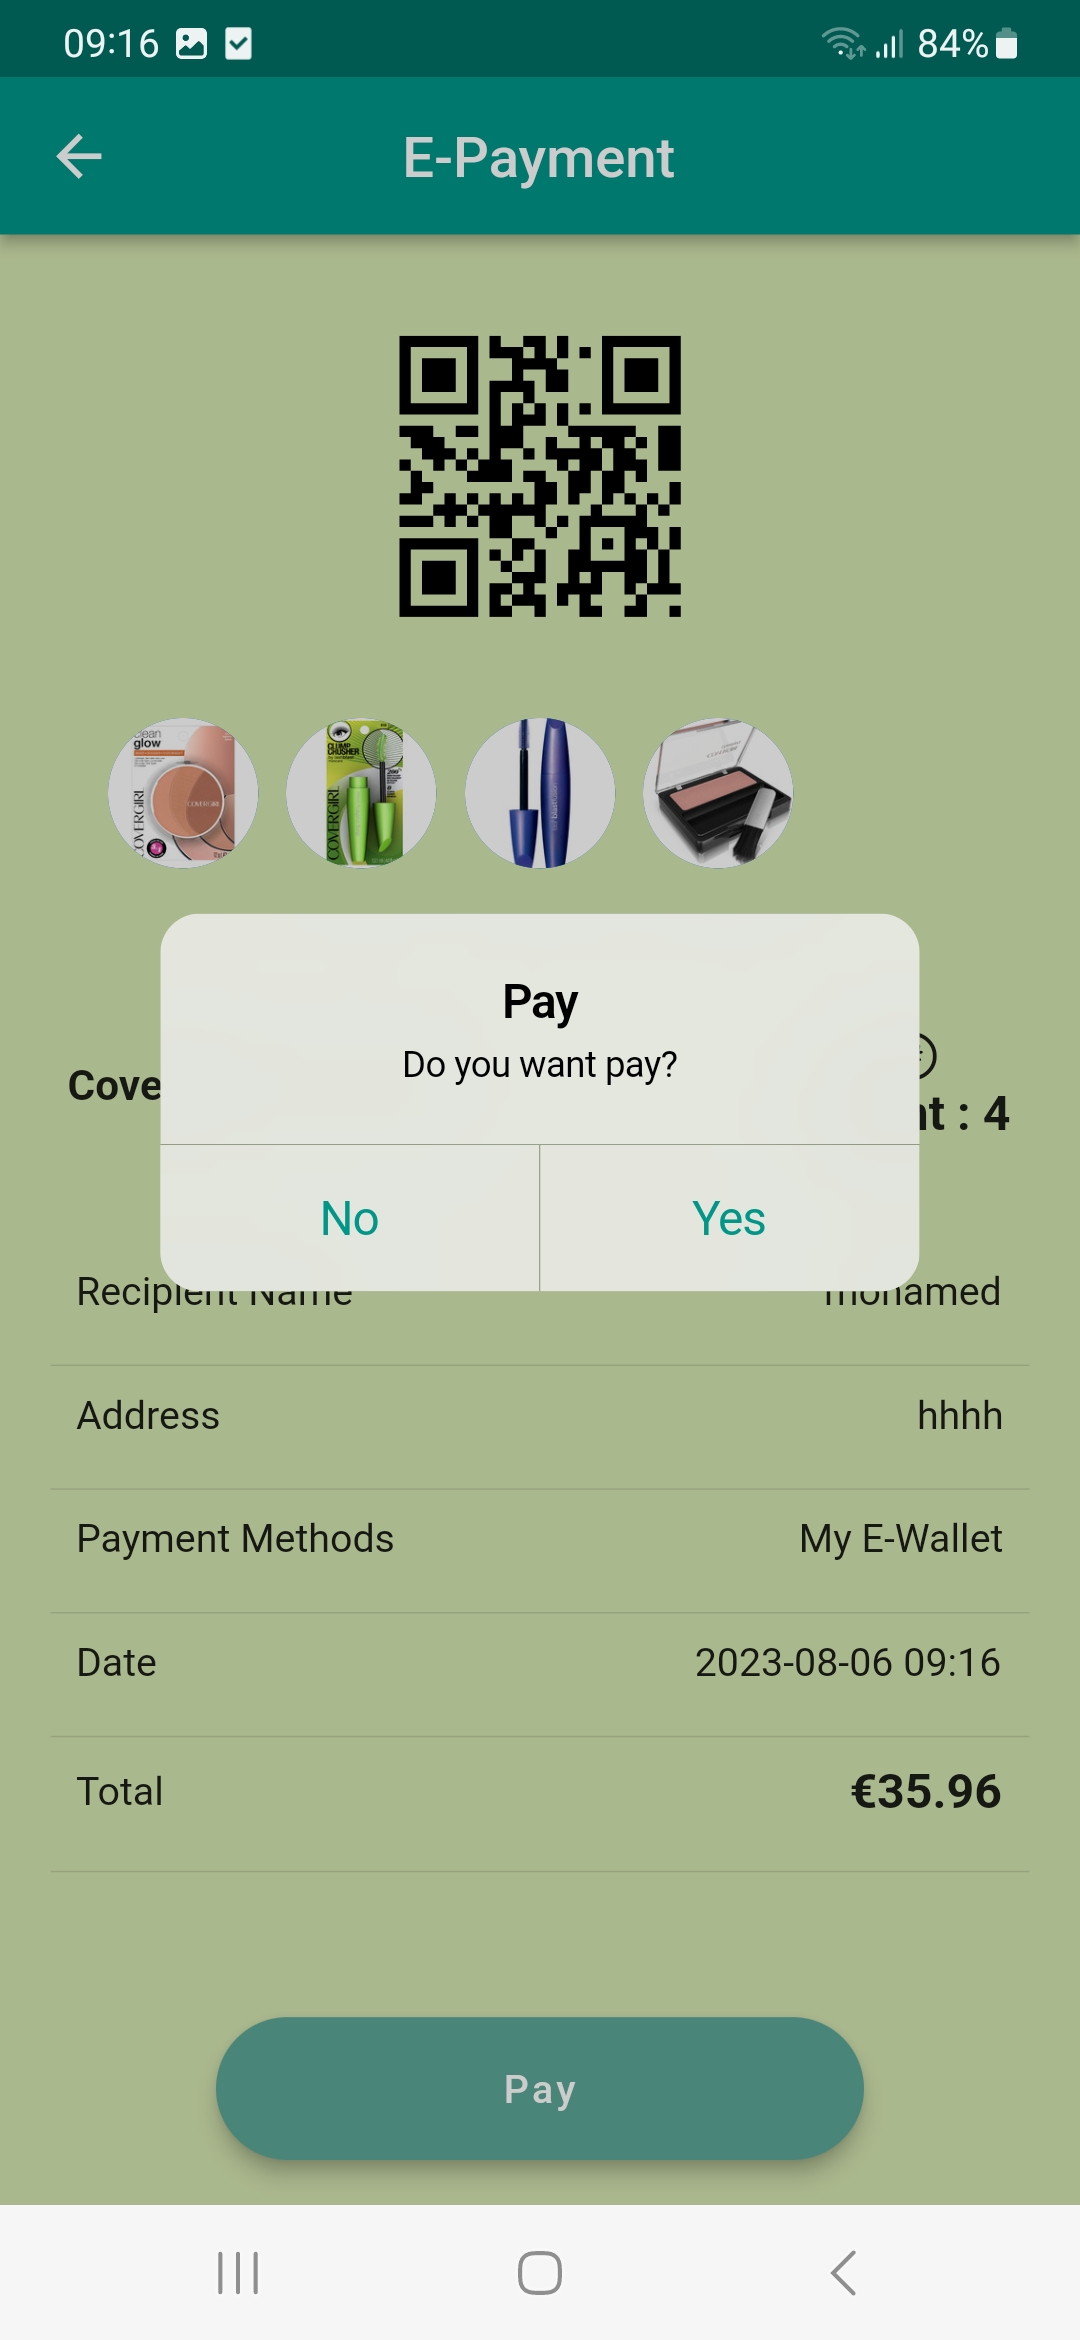 09:16
84%
E-Payment
clean
glow
COVERGIRL
COVERGIRL
CLUMP
CRUSHER
COVERGIRL
Pay
Do you want pay?
Cove
nt : 4
No
Yes
Recipient Name
mohamed
Address
hhhh
Payment Methods
My E-Wallet
Date
2023-08-06 09:16
Total
€35.96
Pay